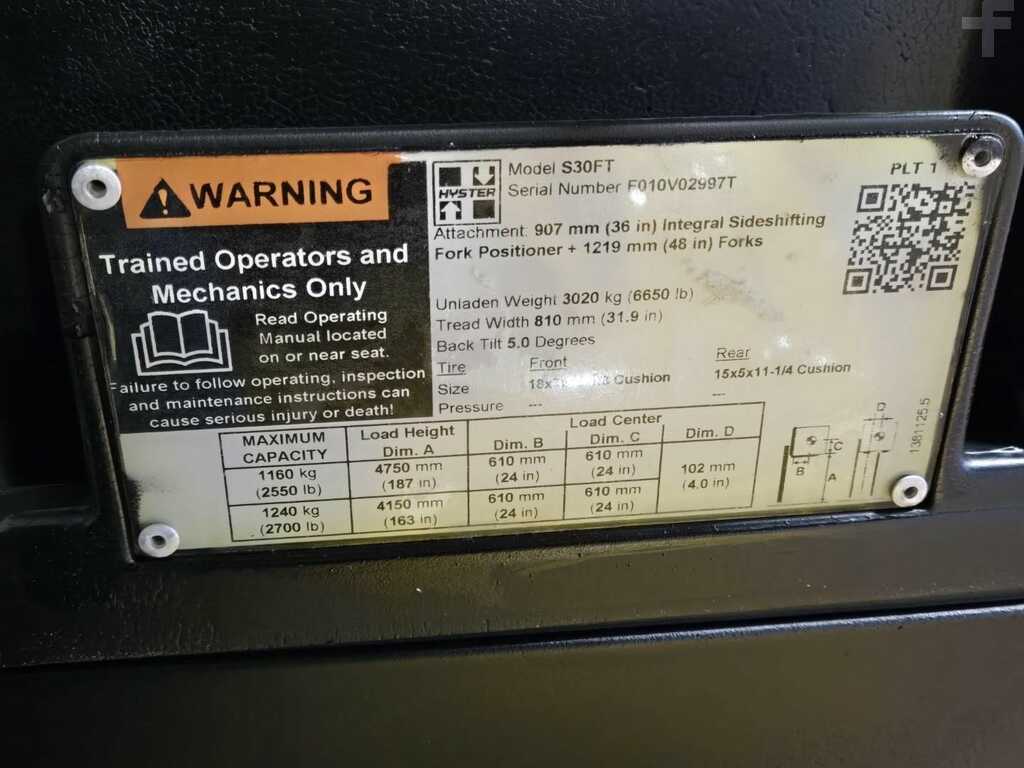 WARNING
Trained Operators and
Mechanics Only
Read Operating
Manual located
on or near seat.
Failure to follow operating, inspection
and maintenance instructions can
cause serious injury or death!
HYSTER
Model S30FT
Serial Number F010V02997T
PLT 1
Attachment: 907 mm (36 in) Integral Sideshifting
Fork Positioner + 1219 mm (48 in) Forks
Unladen Weight 3020 kg (6650 lb)
Tread Width 810 mm (31.9 in)
Back Tilt 5.0 Degrees
Tire Front Rear
Size Cushion 15x5x11-1/4 Cushion
Pressure --- ---
MAXIMUM CAPACITY Load Height Dim. A Load Center
Dim. B Dim. C Dim. D
1160 kg 4750 mm 610 mm 610 mm 102 mm
(2550 lb) (187 in) (24 in) (24 in) (4.0 in)
1240 kg 4150 mm 610 mm 610 mm
(2700 lb) (163 in) (24 in) (24 in)
B C A D
1381125.5
f